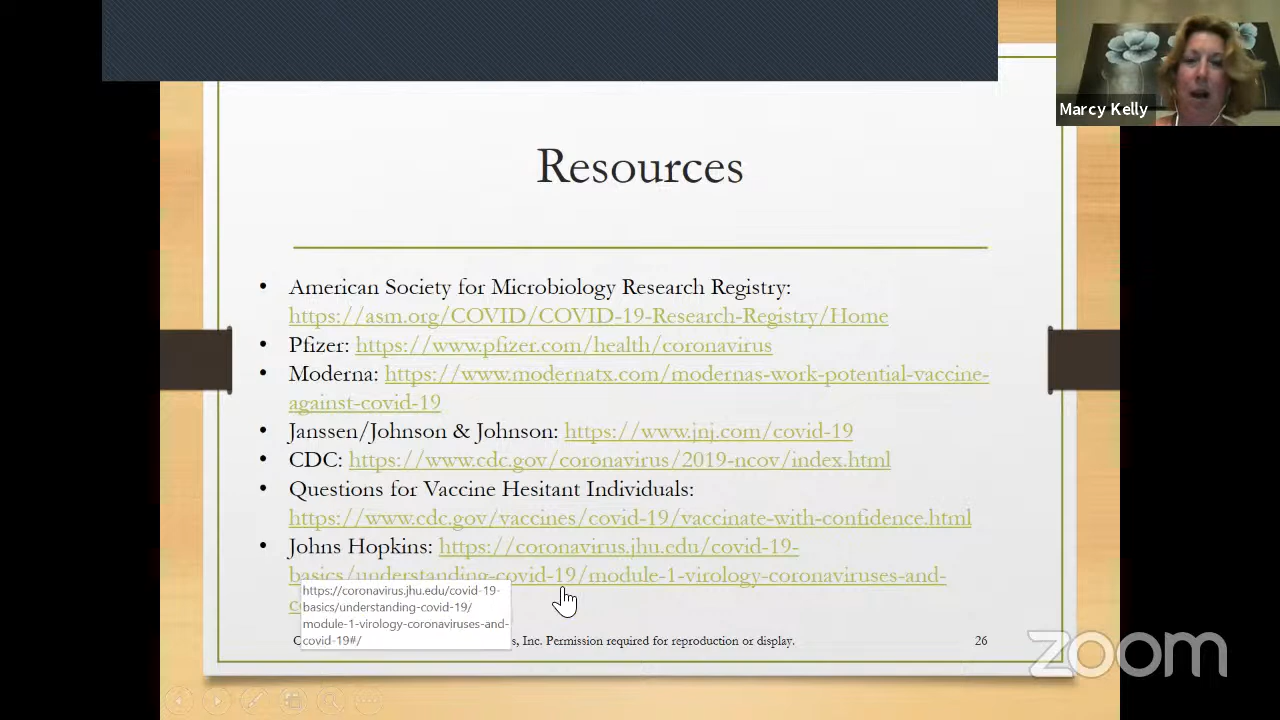 Marcy Kelly
Resources
• American Society for Microbiology Research Registry:
https://asm.org/COVID/COVID-19-Research-Registry/Home
• Pfizer: https://www.pfizer.com/health/coronavirus
• Moderna: https://www.modernatx.com/modernas-work-potential-vaccine-
against-covid-19
• Janssen/Johnson & Johnson: https://www.jnj.com/covid-19
• CDC: https://www.cdc.gov/coronavirus/2019-ncov/index.html
• Questions for Vaccine Hesitant Individuals:
https://www.cdc.gov/vaccines/covid-19/vaccinate-with-confidence.html
• Johns Hopkins: https://coronavirus.jhu.edu/covid-19-
basics/understanding-covid-19/module-1-virology-coronaviruses-and-
https://coronavirus.jhu.edu/covid-19-
basics/understanding-covid-19/
module-1-virology-coronaviruses-and-
covid-19#/
Inc. Permission required for reproduction or display.
26
zoom